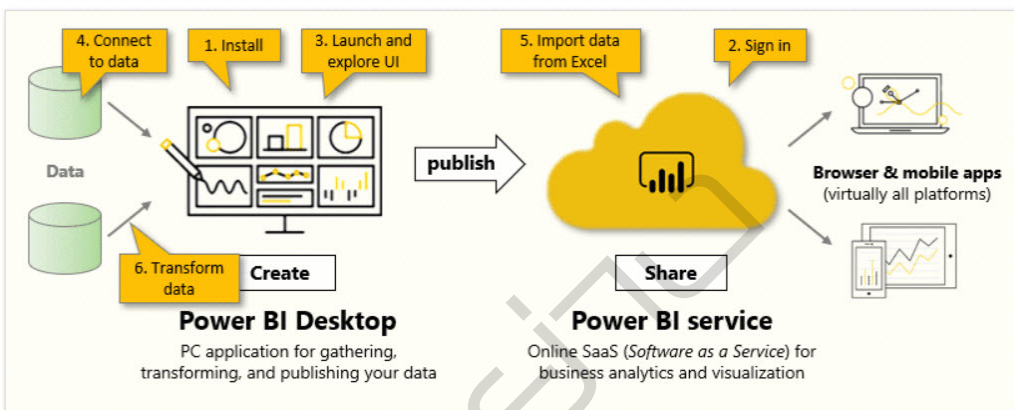 4. Connect
to data
1. Install
3. Launch and
explore UI
5. Import data
from Excel
2. Sign in
Data
publish
Browser & mobile apps
(virtually all platforms)
6. Transform
data
Create
Share
Power BI Desktop
PC application for gathering,
transforming, and publishing your data
Power BI service
Online SaaS (Software as a Service) for
business analytics and visualization